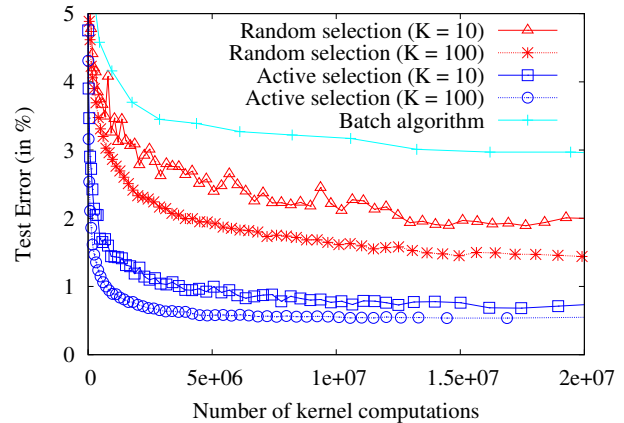 Random selection (K = 10)
Random selection (K = 100)
Active selection (K = 10)
Active selection (K = 100)
Batch algorithm
Test Error (in %)
5
4
3
2
1
0
0
5e+06
1e+07
1.5e+07
2e+07
Number of kernel computations